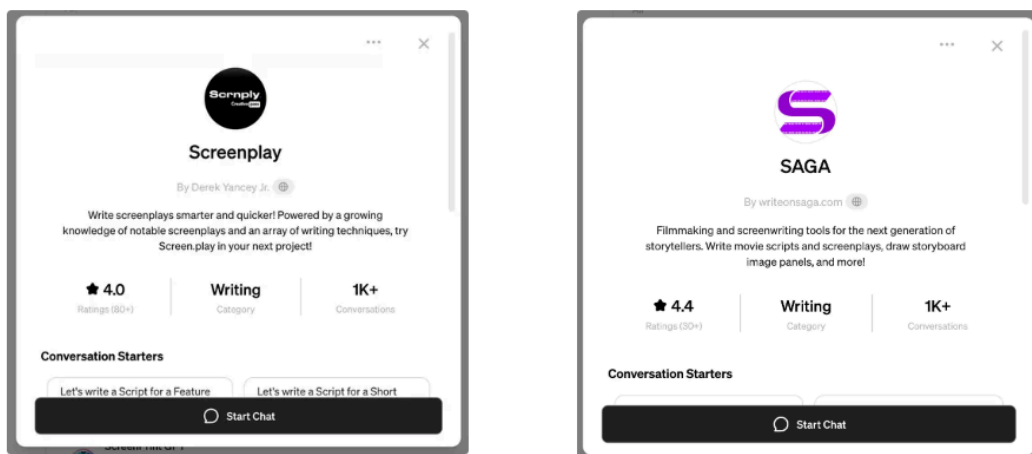 Scrnply
Screenplay
By Derek Yancey Jr.
Write screenplays smarter and quicker! Powered by a growing
knowledge of notable screenplays and an array of writing techniques, try
Screen.play in your next project!
4.0
Ratings (80+)
Writing
Category
1K+
Conversations
Conversation Starters
Let's write a Script for a Feature
Let's write a Script for a Short
Start Chat
SAGA
By writeonsaga.com
Filmmaking and screenwriting tools for the next generation of
storytellers. Write movie scripts and screenplays, draw storyboard
image panels, and more!
4.4
Ratings (30+)
Writing
Category
1K+
Conversations
Conversation Starters
Start Chat